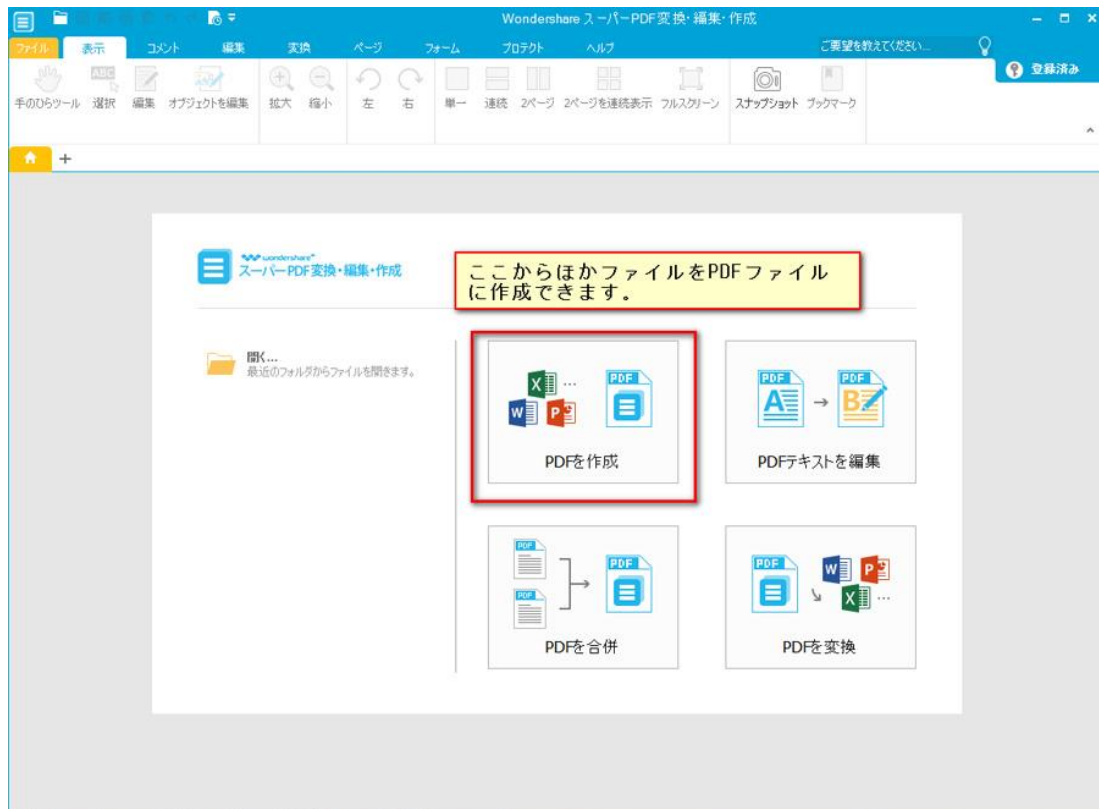 Wondershare スーパーPDF変換・編集・作成
ファイル 表示 コメント 編集 変換 ページ フォーム プロテクト ヘルプ ご要望を教えてください...
登録済み
ABC
手のひらツール 選択 編集 オブジェクトを編集 拡大 縮小 左 右 単一 連続 2ページ 2ページを連続表示 フルスクリーン スナップショット ブックマーク
wondershare™
スーパーPDF変換・編集・作成
ここからほかファイルをPDFファイル
に作成できます。
開く...
最近のフォルダからファイルを開きます。
X ... PDF
W P
PDFを作成
PDF PDF
A B
PDFテキストを編集
PDF
PDF
PDF
PDFを合併
PDF W P
X ...
PDFを変換